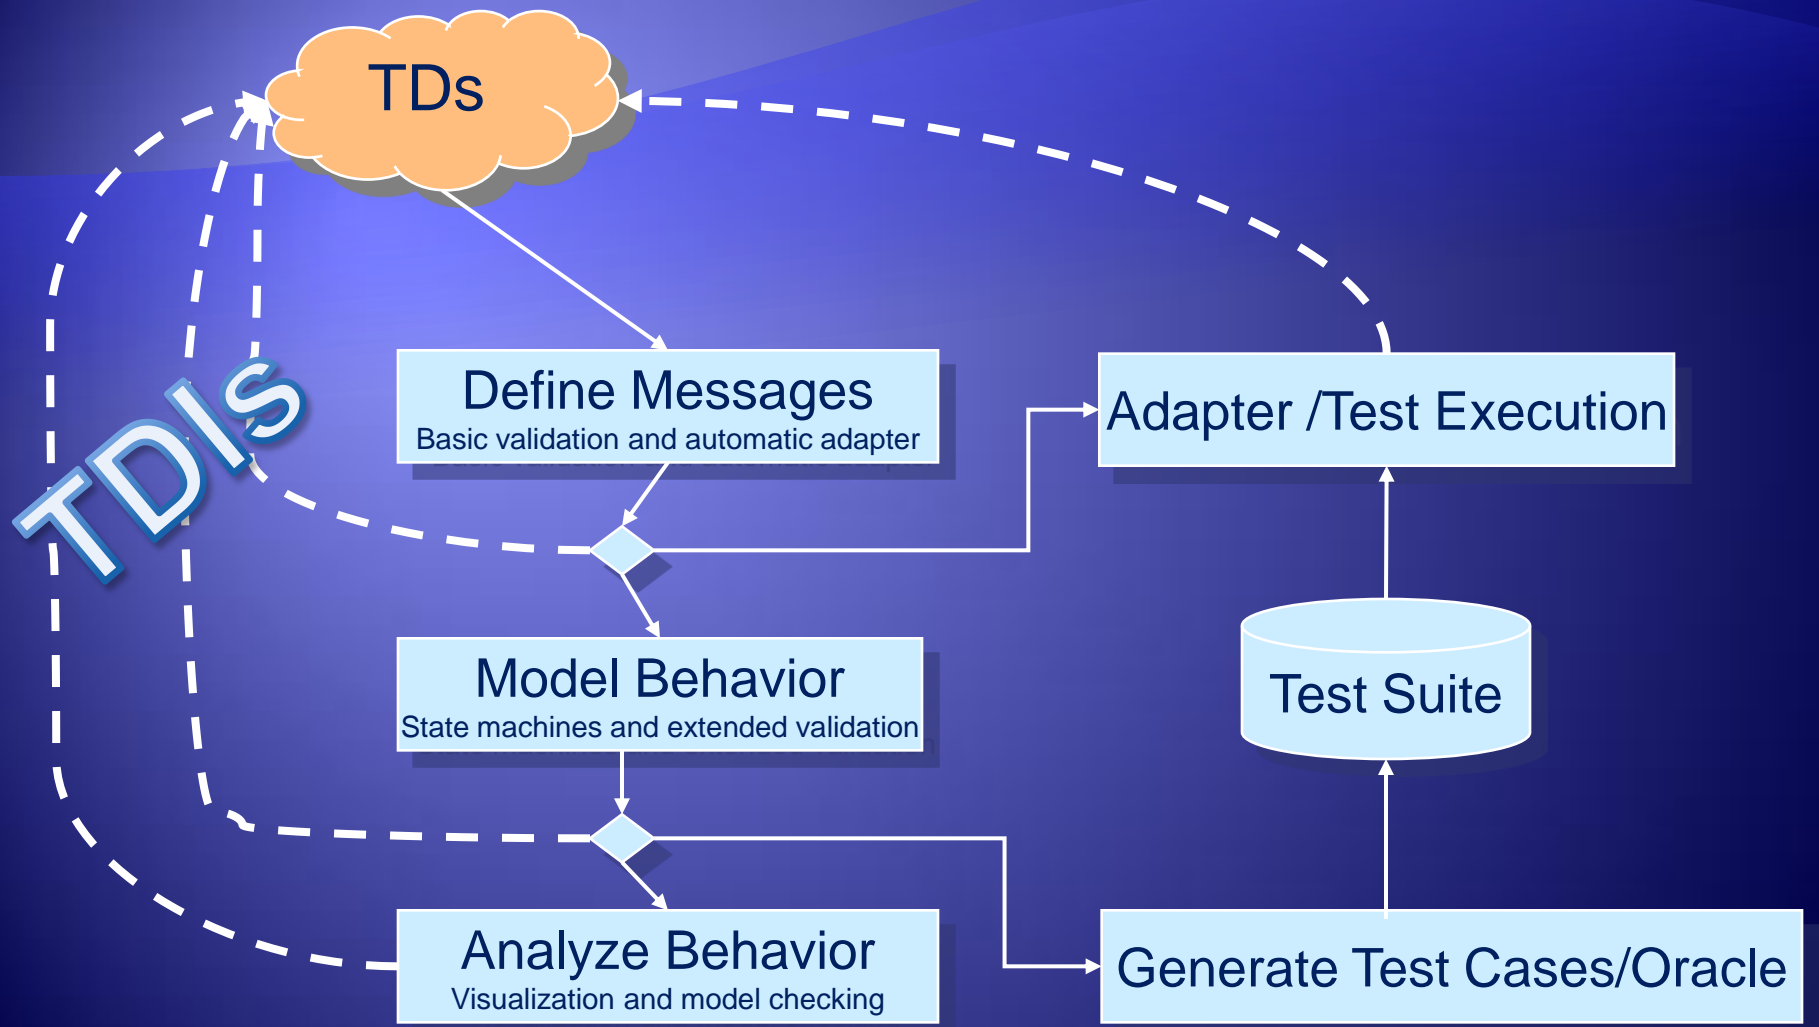 TDs
TDIs
Define Messages
Basic validation and automatic adapter
Adapter /Test Execution
Model Behavior
State machines and extended validation
Test Suite
Analyze Behavior
Visualization and model checking
Generate Test Cases/Oracle